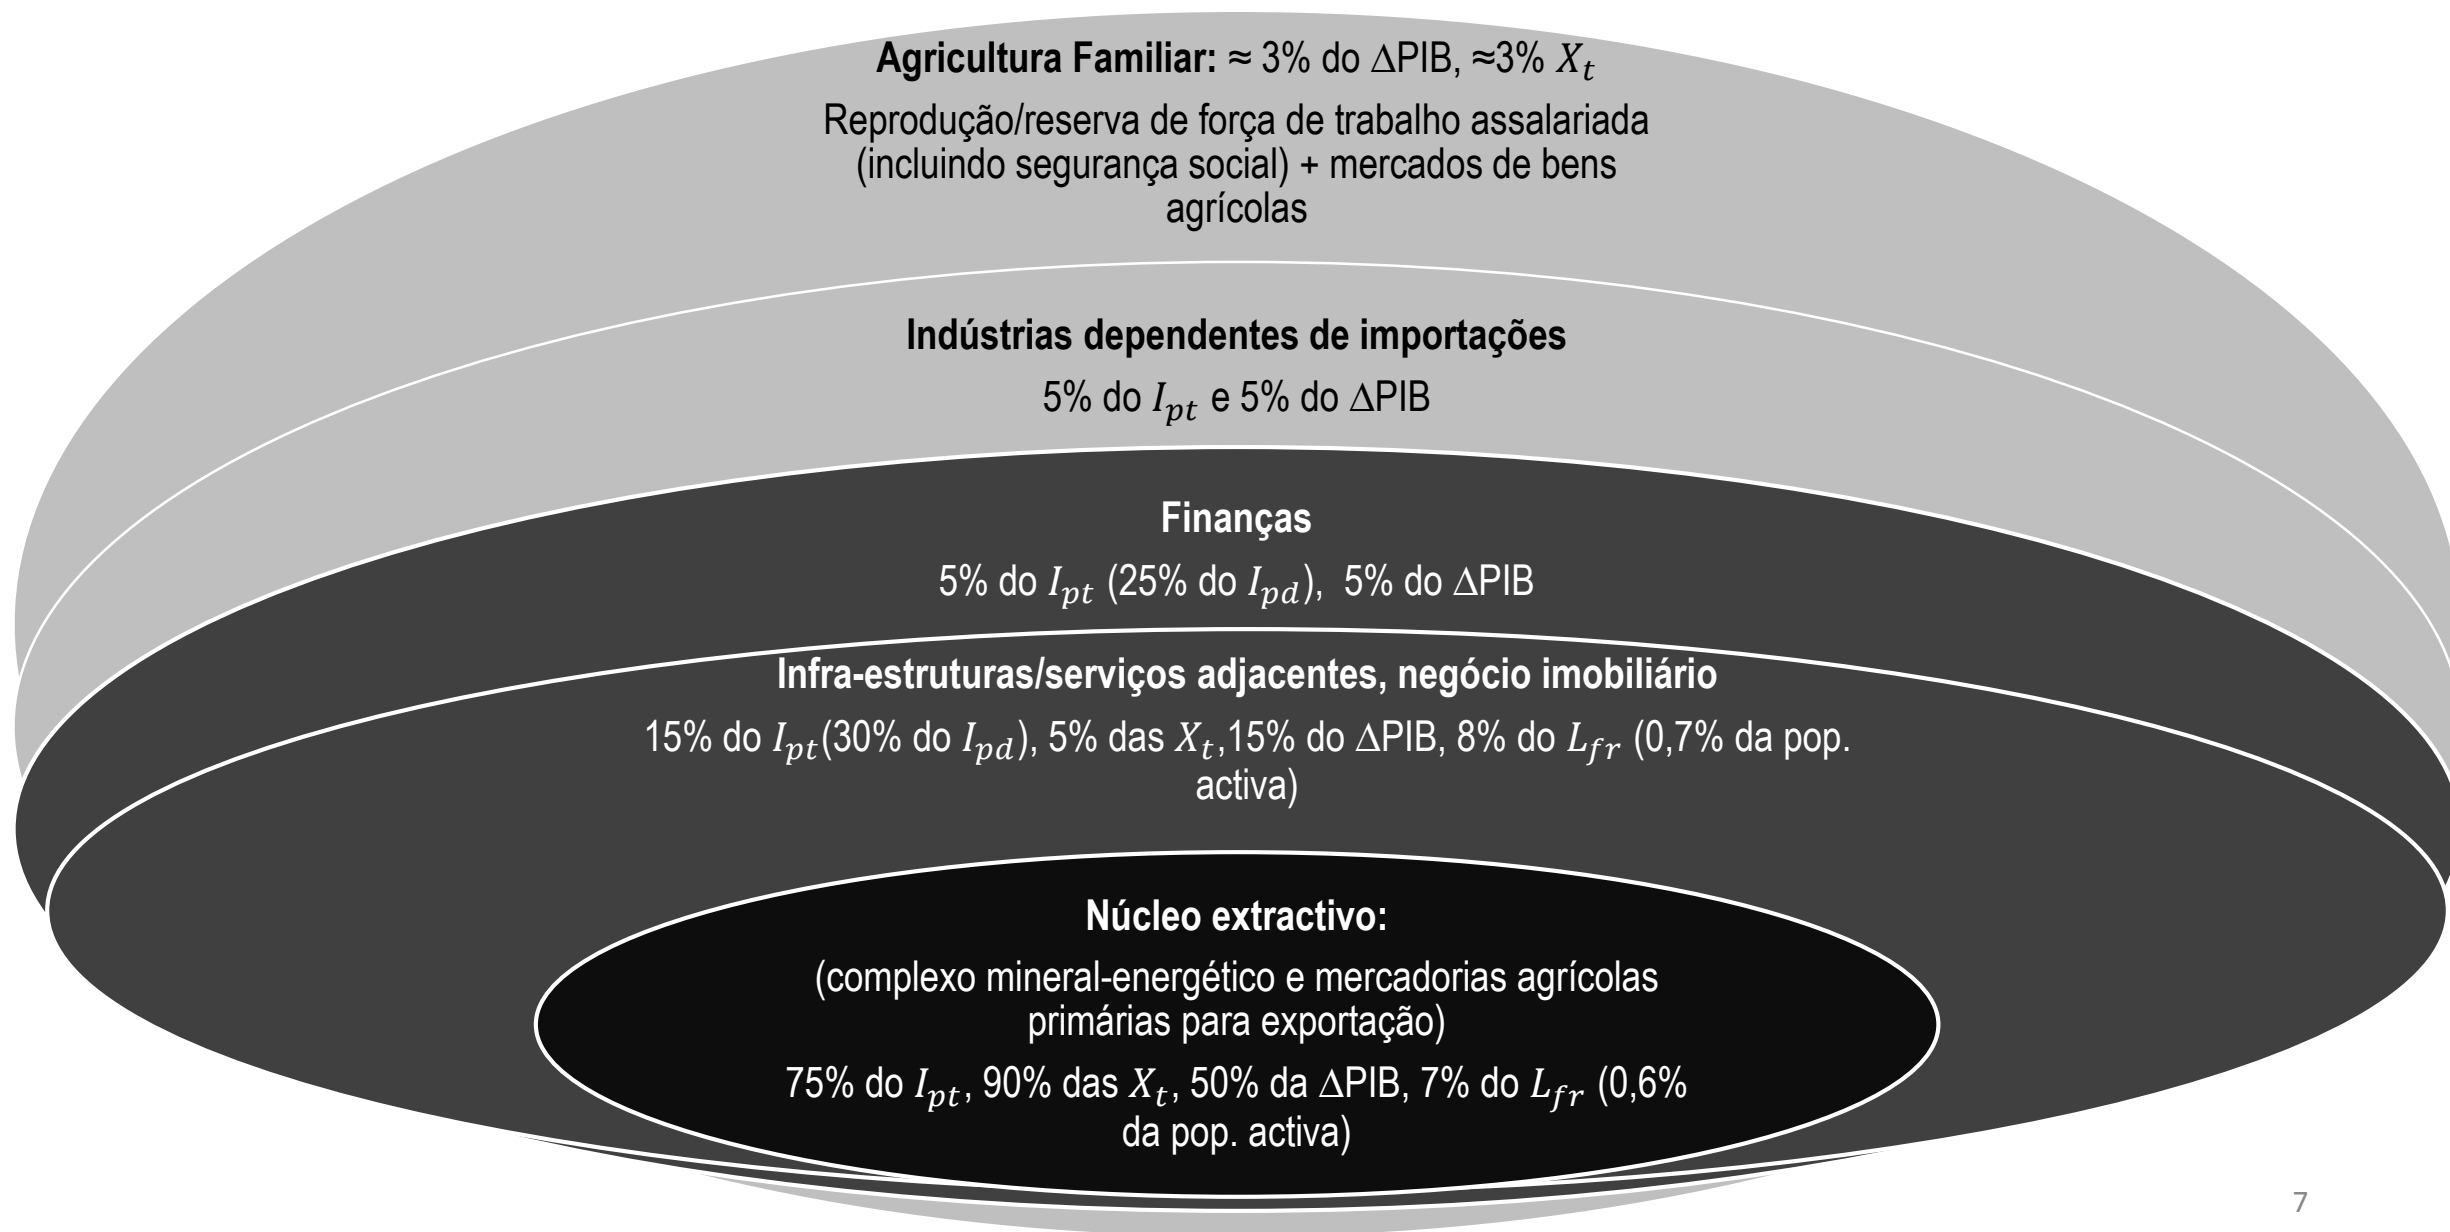 Agricultura Familiar: ≈ 3% do ∆PIB, ≈3% Xₜ
Reprodução/reserva de força de trabalho assalariada
(incluindo segurança social) + mercados de bens
agrícolas
Indústrias dependentes de importações
5% do Iₚₜ e 5% do ∆PIB
Finanças
5% do Iₚₜ (25% do I_pd), 5% do ∆PIB
Infra-estruturas/serviços adjacentes, negócio imobiliário
15% do Iₚₜ(30% do I_pd), 5% das Xₜ,15% do ∆PIB, 8% do L_fr (0,7% da pop.
activa)
Núcleo extractivo:
(complexo mineral-energético e mercadorias agrícolas
primárias para exportação)
75% do Iₚₜ, 90% das Xₜ, 50% da ∆PIB, 7% do L_fr (0,6%
da pop. activa)
7